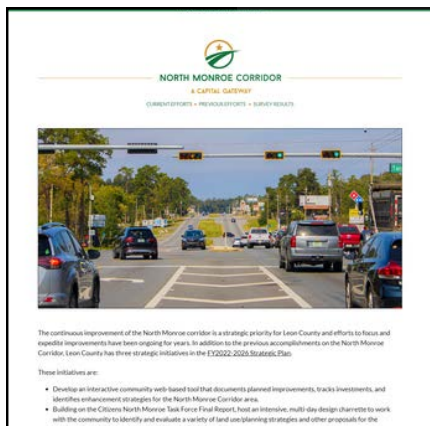 NORTH MONROE CORRIDOR
A CAPITAL GATEWAY
CURRENT EFFORTS • PREVIOUS EFFORTS • SURVEY RESULTS
The continuous improvement of the North Monroe corridor is a strategic priority for Leon County and efforts to focus and
expedite improvements have been ongoing for years. In addition to the previous accomplishments on the North Monroe
Corridor, Leon County has three strategic initiatives in the FY2022-2026 Strategic Plan.
These initiatives are:
• Develop an interactive community web-based tool that documents planned improvements, tracks investments, and
identifies enhancement strategies for the North Monroe Corridor area.
• Building on the Citizens North Monroe Task Force Final Report, host an intensive, multi-day design charrette to work
with the community to identify and evaluate a variety of land use/planning strategies and other proposals for the